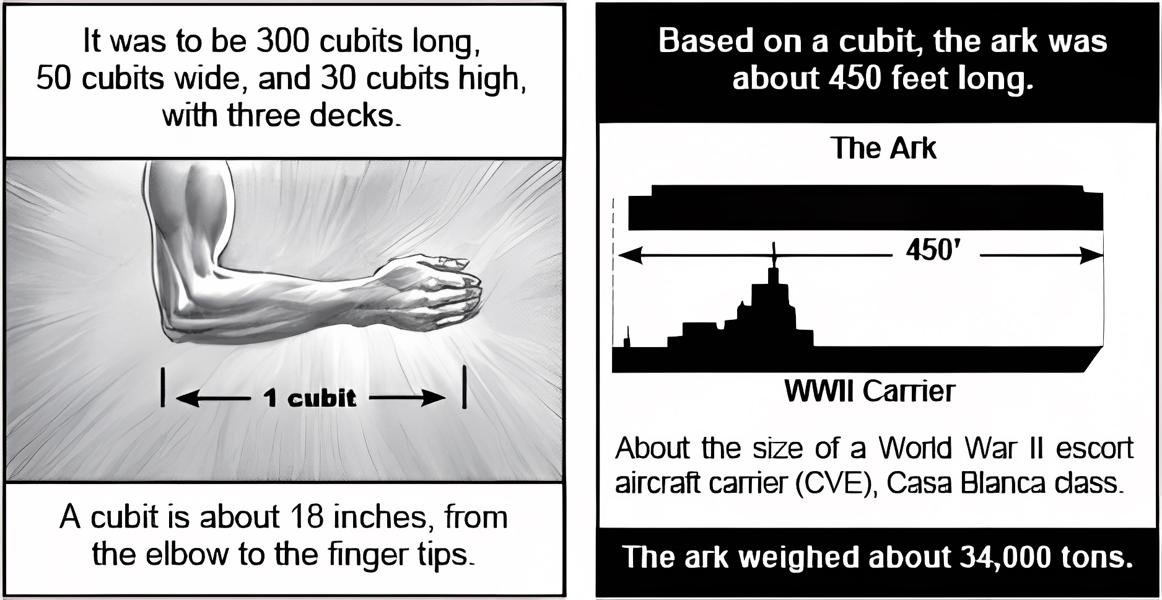 It was to be 300 cubits long,
50 cubits wide, and 30 cubits high,
with three decks.
1 cubit
A cubit is about 18 inches, from
the elbow to the finger tips.
Based on a cubit, the ark was
about 450 feet long.
The Ark
450'
WWII Carrier
About the size of a World War II escort
aircraft carrier (CVE), Casa Blanca class.
The ark weighed about 34,000 tons.